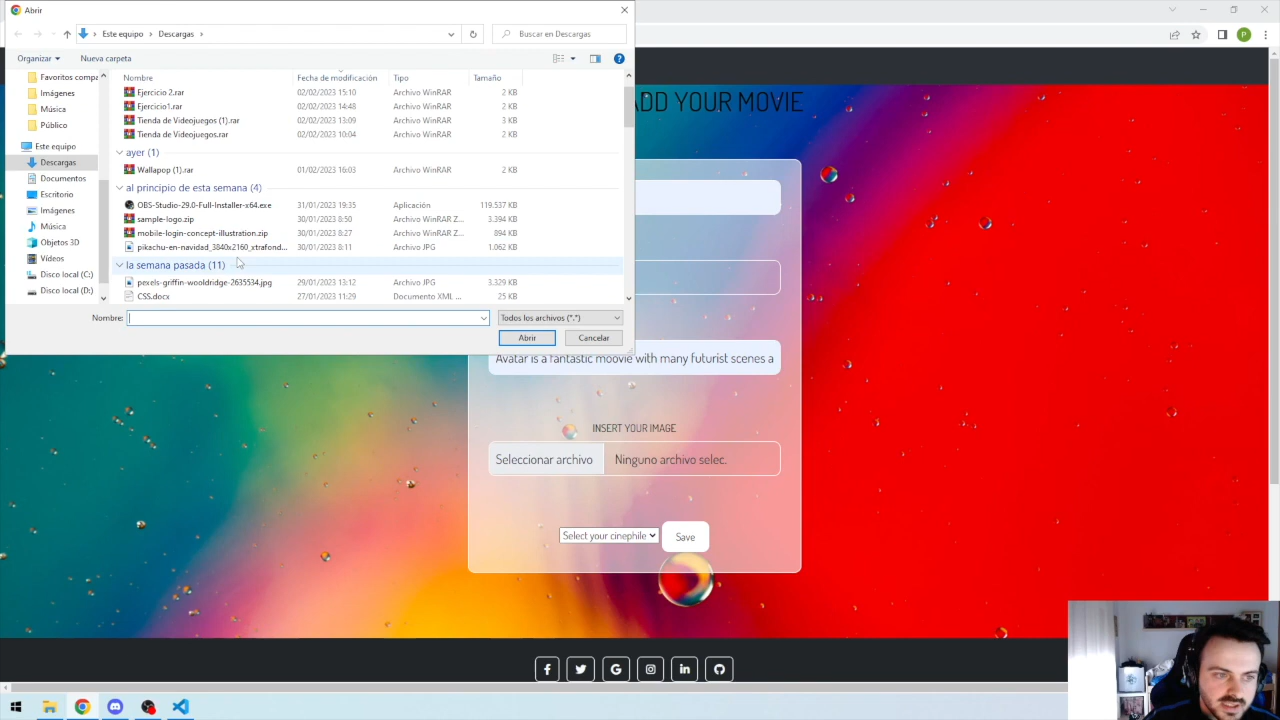 Abrir
Este equipo
Descargas
Buscar en Descargas
Organizar
Nueva carpeta
Nombre
Fecha de modificación
Tipo
Tamaño
Favoritos compa
Imágenes
Música
Público
Este equipo
Descargas
Documentos
Escritorio
Imágenes
Música
Objetos 3D
Vídeos
Disco local (C:)
Disco local (D:)
Ejercicio 2.rar 02/02/2023 15:10 Archivo WinRAR 2 KB
Ejercicio1.rar 02/02/2023 14:48 Archivo WinRAR 2 KB
Tienda de Videojuegos (1).rar 02/02/2023 13:09 Archivo WinRAR 3 KB
Tienda de Videojuegos.rar 02/02/2023 10:04 Archivo WinRAR 2 KB
ayer (1)
Wallapop (1).rar 01/02/2023 16:03 Archivo WinRAR 2 KB
al principio de esta semana (4)
OBS-Studio-29.0-Full-Installer-x64.exe 31/01/2023 19:35 Aplicación 119.537 KB
sample-logo.zip 30/01/2023 8:50 Archivo WinRAR Z... 3.394 KB
mobile-login-concept-illustration.zip 30/01/2023 8:27 Archivo WinRAR Z... 894 KB
pikachu-en-navidad_3840x2160_xtrafond... 30/01/2023 8:11 Archivo JPG 1.062 KB
la semana pasada (11)
pexels-griffin-wooldridge-2635534.jpg 29/01/2023 13:12 Archivo JPG 3.329 KB
CSS.docx 27/01/2023 11:29 Documento XML ... 25 KB
Nombre:
Todos los archivos (*.*)
Abrir
Cancelar
P
ADD YOUR MOVIE
Avatar is a fantastic moovie with many futurist scenes a
INSERT YOUR IMAGE
Seleccionar archivo
Ninguno archivo selec.
Select your cinephile
Save